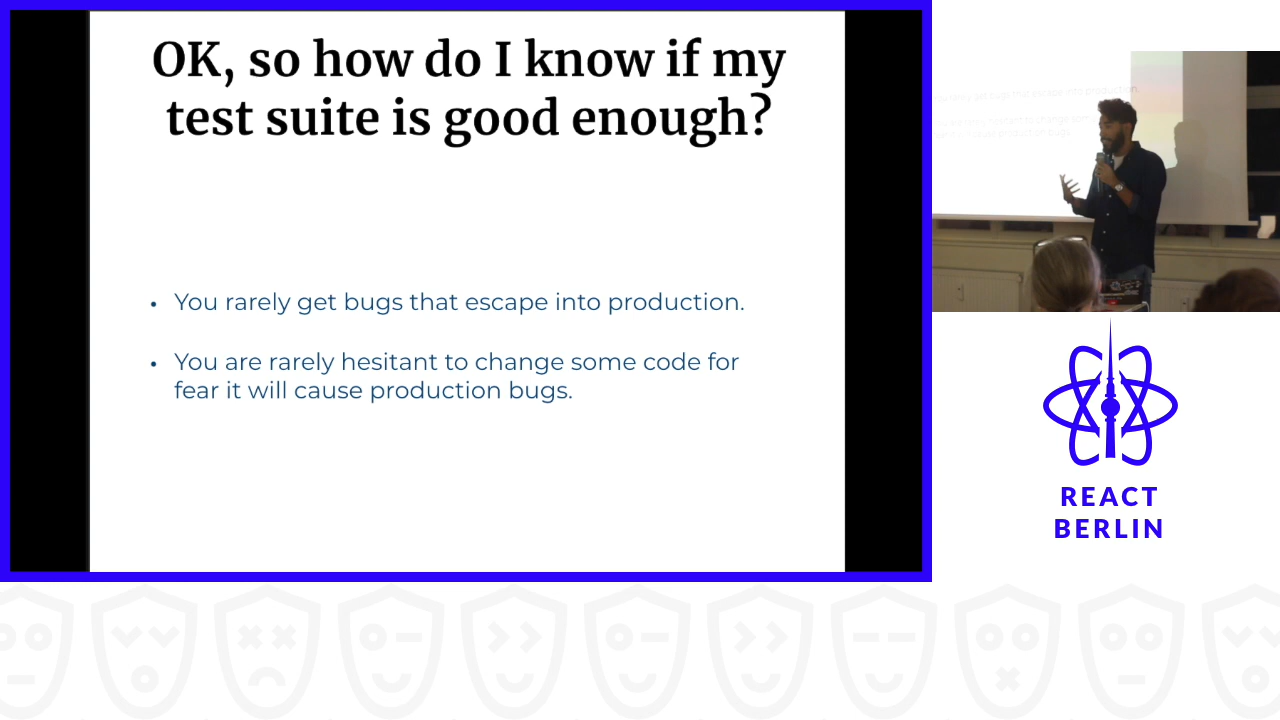 OK, so how do I know if my
test suite is good enough?
• You rarely get bugs that escape into production.
• You are rarely hesitant to change some code for
fear it will cause production bugs.
REACT
BERLIN